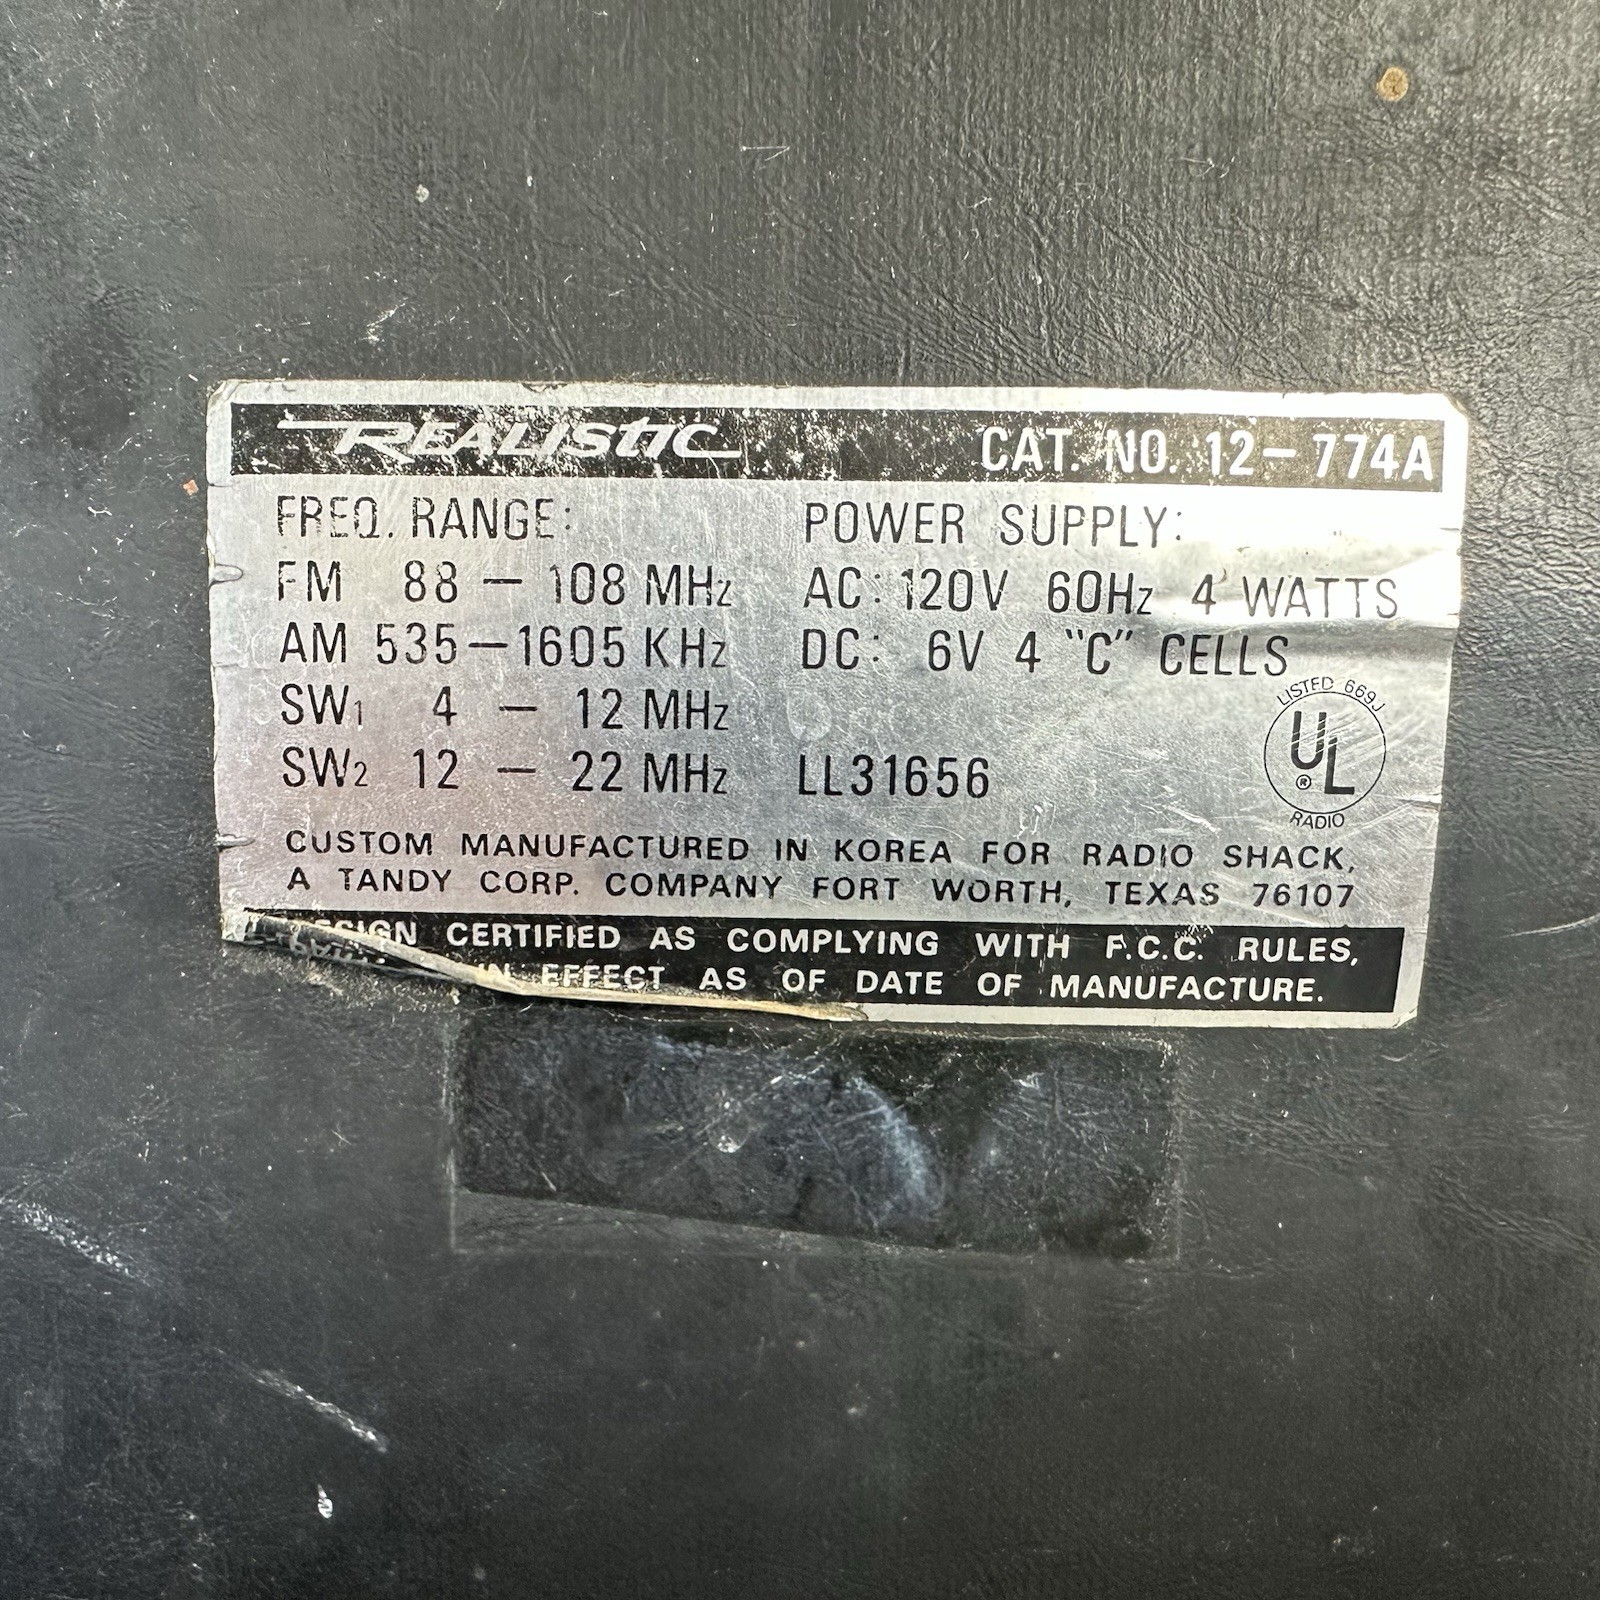 REALISTIC CAT. NO. 12-774A
FREQ. RANGE: POWER SUPPLY:
FM 88 — 108 MHz AC: 120V 60Hz 4 WATTS
AM 535—1605 KHz DC: 6V 4 "C" CELLS
SW1 4 — 12 MHz
SW2 12 — 22 MHz LL31656
LISTED 669J
UL
®
RADIO
CUSTOM MANUFACTURED IN KOREA FOR RADIO SHACK,
A TANDY CORP. COMPANY FORT WORTH, TEXAS 76107
DESIGN CERTIFIED AS COMPLYING WITH F.C.C. RULES,
IN EFFECT AS OF DATE OF MANUFACTURE.